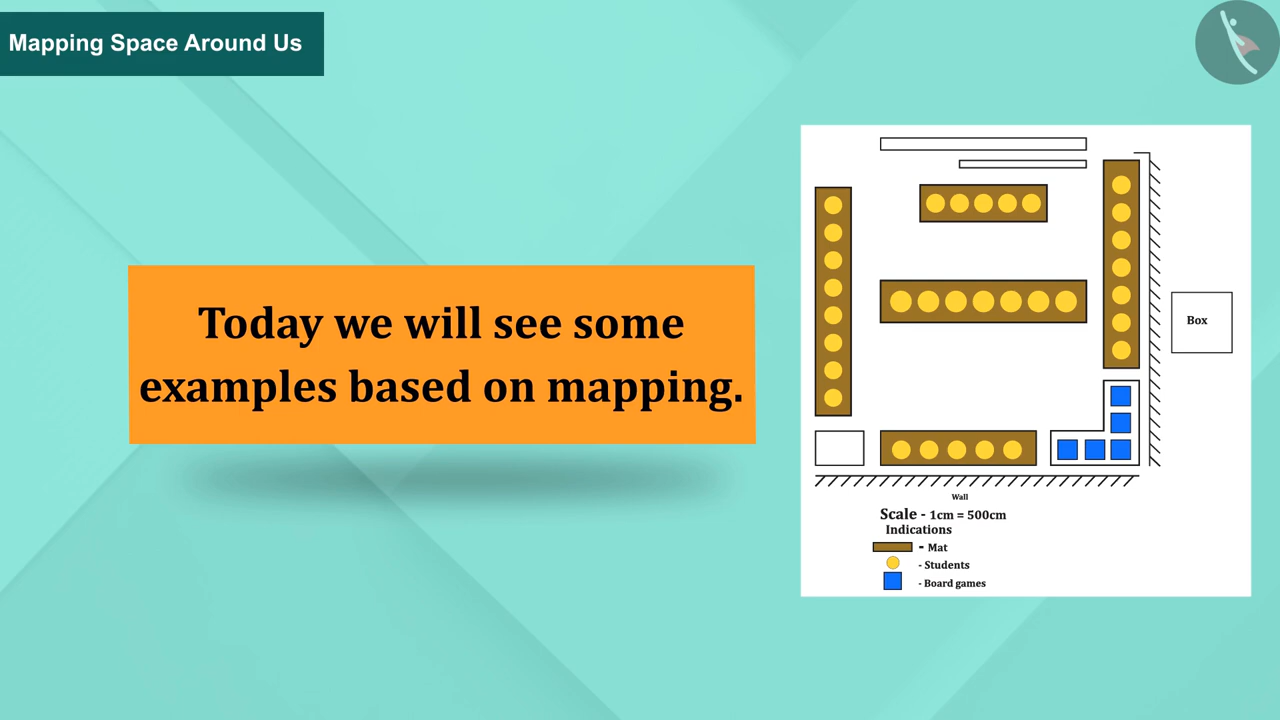 Mapping Space Around Us
Today we will see some
examples based on mapping.
Box
Wall
Scale - 1cm = 500cm
Indications
- Mat
- Students
- Board games